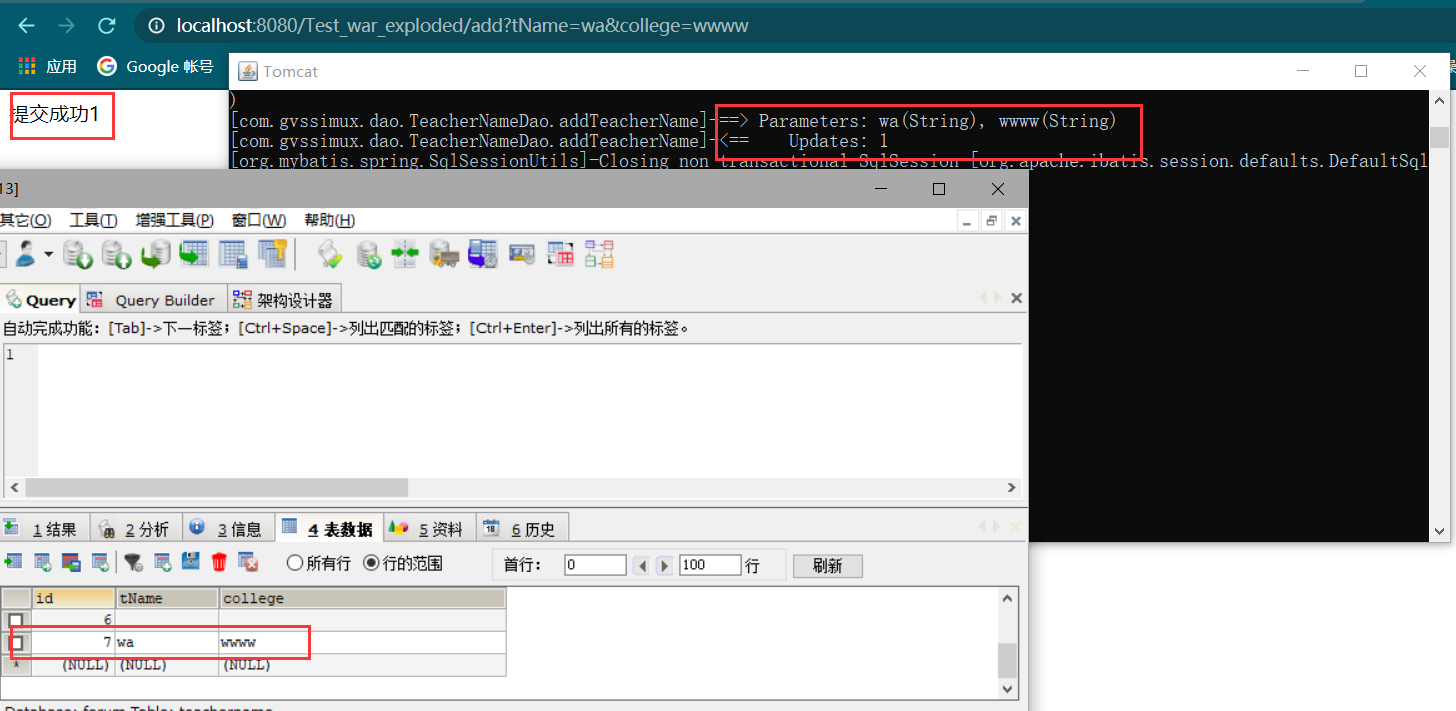 localhost:8080/Test_war_exploded/add?tName=wa&college=wwww
应用 Google 帐号
Tomcat
提交成功1
)
[com.gvssimux.dao.TeacherNameDao.addTeacherName]-==> Parameters: wa(String), wwww(String)
[com.gvssimux.dao.TeacherNameDao.addTeacherName]-<== Updates: 1
[org.mybatis.spring.SqlSessionUtils]-Closing non transactional SqlSession [org.apache.ibatis.session.defaults.DefaultSql
13]
其它(O) 工具(T) 增强工具(P) 窗口(W) 帮助(H)
Query Query Builder 架构设计器
自动完成功能: [Tab]->下一标签; [Ctrl+Space]->列出匹配的标签; [Ctrl+Enter]->列出所有的标签。
1
1 结果 2 分析 3 信息 4 表数据 5 资料 6 历史
所有行 行的范围 首行: 0 100 行 刷新
id tName college
6
7 wa wwww
* (NULL) (NULL) (NULL)
Database: forum Table: teachername